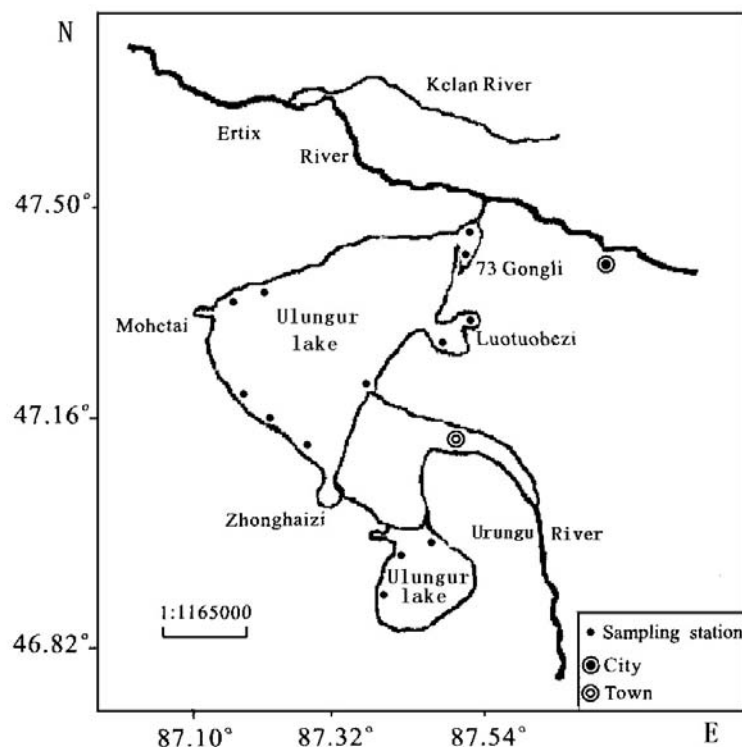 N
Kelan River
Ertix
River
47.50°
73 Gongli
Ulungur
lake
Mohetai
Luotuobezi
47.16°
Zhonghaizi
Urungu River
Ulungur
lake
1:1165000
46.82°
Sampling station
City
Town
87.10° 87.32° 87.54° E